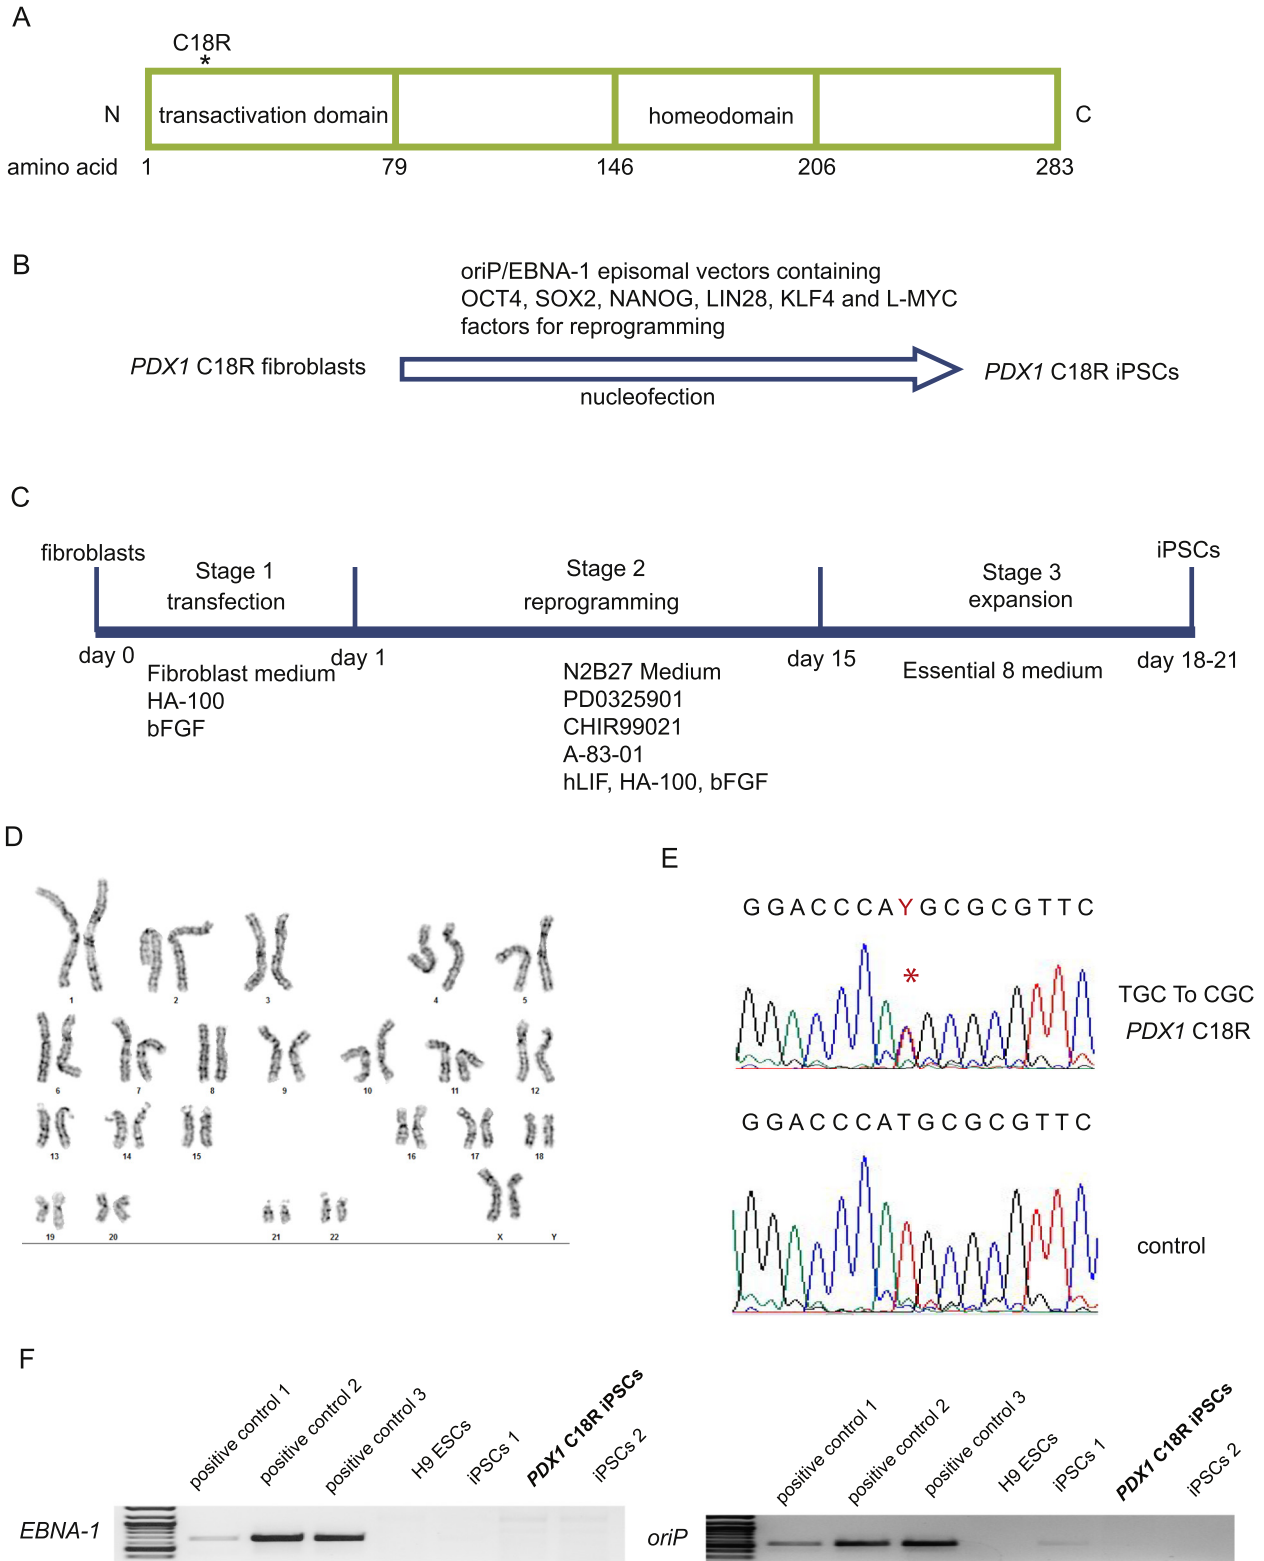 A
C18R
*
N
transactivation domain
homeodomain
C
amino acid
1
79
146
206
283
B
oriP/EBNA-1 episomal vectors containing
OCT4, SOX2, NANOG, LIN28, KLF4 and L-MYC
factors for reprogramming
PDX1 C18R fibroblasts
nucleofection
PDX1 C18R iPSCs
C
fibroblasts
Stage 1
transfection
Stage 2
reprogramming
Stage 3
expansion
iPSCs
day 0
day 1
day 15
day 18-21
Fibroblast medium
HA-100
bFGF
N2B27 Medium
PD0325901
CHIR99021
A-83-01
hLIF, HA-100, bFGF
Essential 8 medium
D
1 2 3 4 5
6 7 8 9 10 11 12
13 14 15 16 17 18
19 20 21 22 X Y
E
G G A C C C A Y G C G C G T T C
*
TGC To CGC
PDX1 C18R
G G A C C C A T G C G C G T T C
control
F
positive control 1
positive control 2
positive control 3
H9 ESCs
iPSCs 1
PDX1 C18R iPSCs
iPSCs 2
EBNA-1
positive control 1
positive control 2
positive control 3
H9 ESCs
iPSCs 1
PDX1 C18R iPSCs
iPSCs 2
oriP